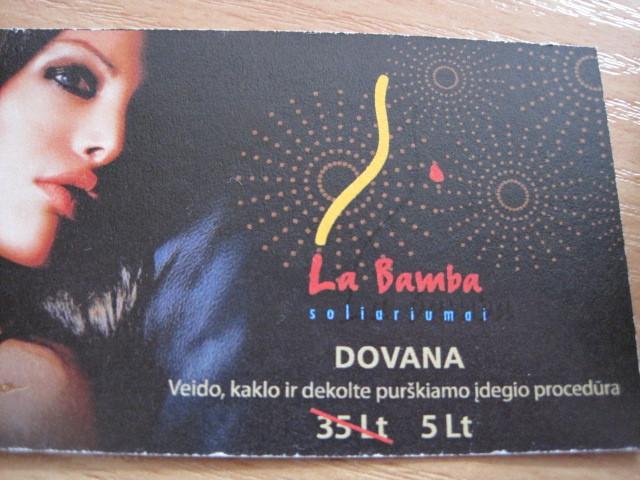 La Bamba
soliariumai
DOVANA
Veido, kaklo ir dekolte purškiamo įdegio procedūra
35 Lt 5 Lt